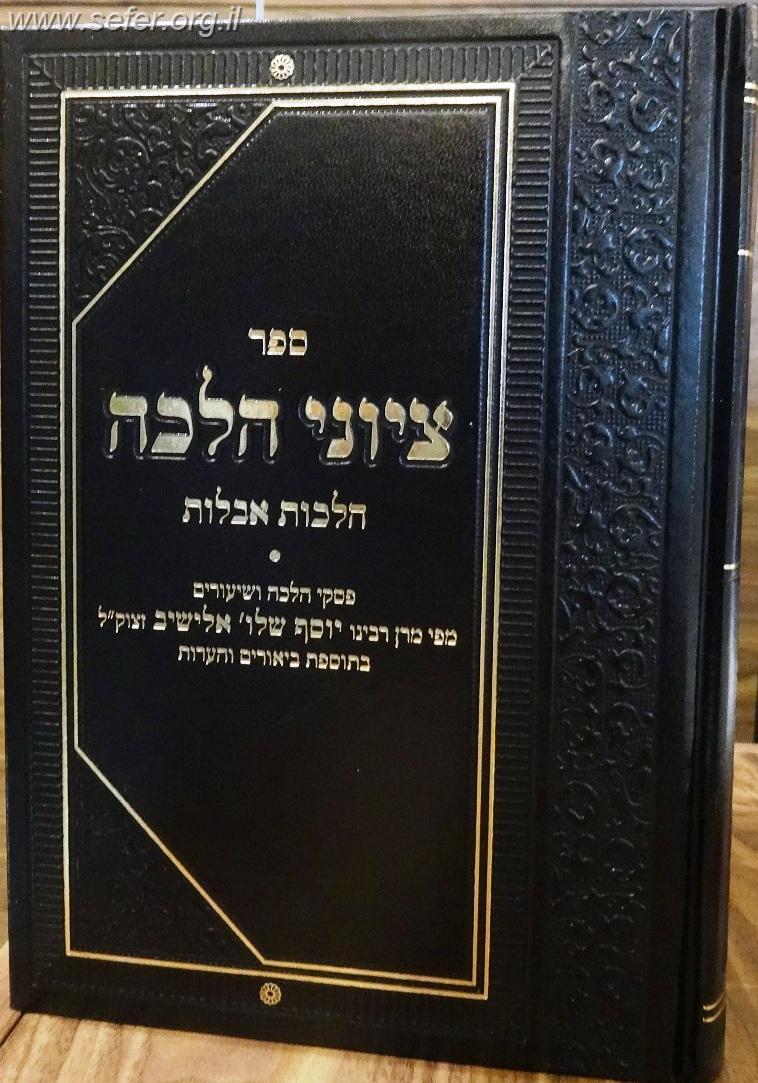 www.sefer.org.il
ספר
ציוני הלכה
הלכות אבלות
פסקי הלכה ושיעורים
מפי מרן רבינו יוסף שלו' אלישיב זצוק"ל
בתוספת ביאורים והערות